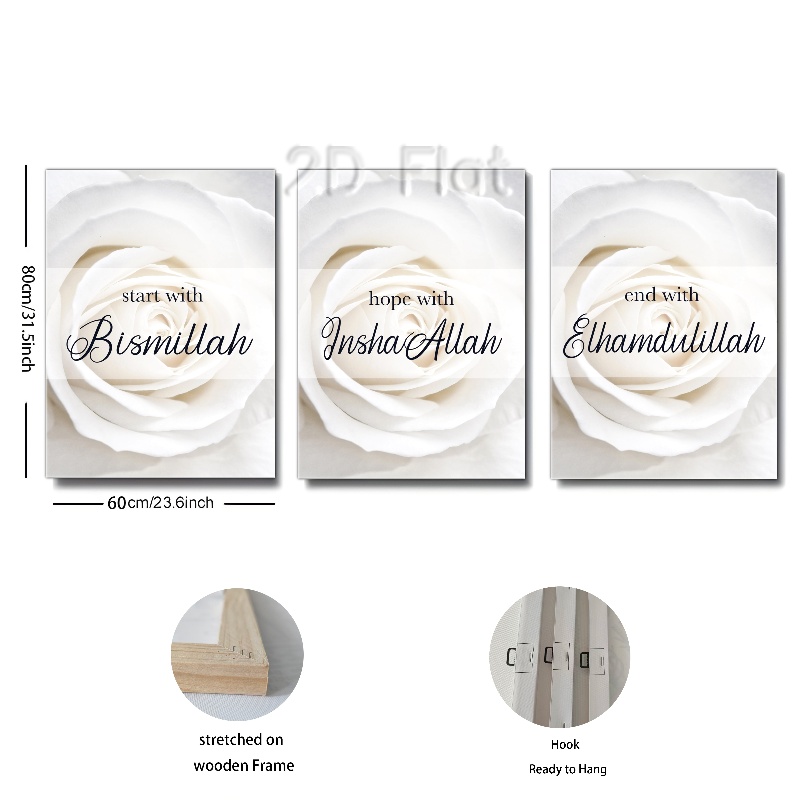 2D Flat
start with
Bismillah
hope with
InshaAllah
end with
Elhamdulillah
80cm/31.5inch
60cm/23.6inch
stretched on
wooden Frame
Hook
Ready to Hang